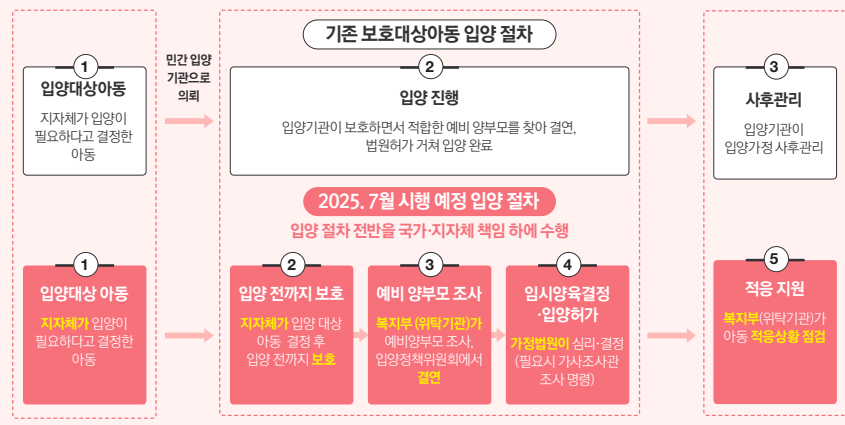 기존 보호대상아동 입양 절차
1
입양대상아동
지자체가 입양이
필요하다고 결정한
아동
민간 입양
기관으로
의뢰
2
입양 진행
입양기관이 보호하면서 적합한 예비 양부모를 찾아 결연,
법원허가 거쳐 입양 완료
3
사후관리
입양기관이
입양가정 사후관리
2025. 7월 시행 예정 입양 절차
입양 절차 전반을 국가·지자체 책임 하에 수행
1
입양대상 아동
지자체가 입양이
필요하다고 결정한
아동
2
입양 전까지 보호
지자체가 입양 대상
아동 결정 후
입양 전까지 보호
3
예비 양부모 조사
복지부 (위탁기관)가
예비양부모 조사,
입양정책위원회에서
결연
4
임시양육결정
·입양허가
가정법원이 심리·결정
(필요시 가사조사관
조사 명령)
5
적응 지원
복지부(위탁기관)가
아동 적응상황 점검